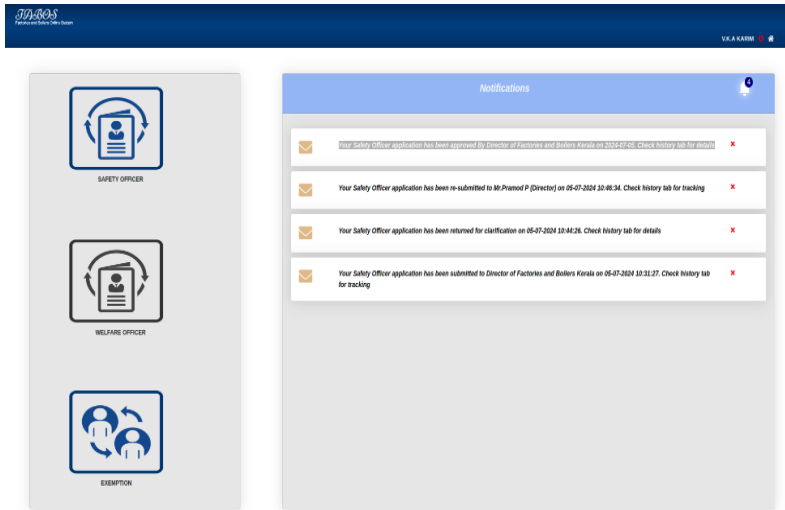 FABOS
Factories and Boilers Online System
V.K.A KARIM
SAFETY OFFICER
WELFARE OFFICER
EXEMPTION
Notifications
4
Your Safety Officer application has been approved By Director of Factories and Boilers Kerala on 2024-07-05. Check history tab for details
x
Your Safety Officer application has been re-submitted to Mr.Pramod P (Director) on 05-07-2024 10:46:34. Check history tab for tracking
x
Your Safety Officer application has been returned for clarification on 05-07-2024 10:44:26. Check history tab for details
x
Your Safety Officer application has been submitted to Director of Factories and Boilers Kerala on 05-07-2024 10:31:27. Check history tab
for tracking
x